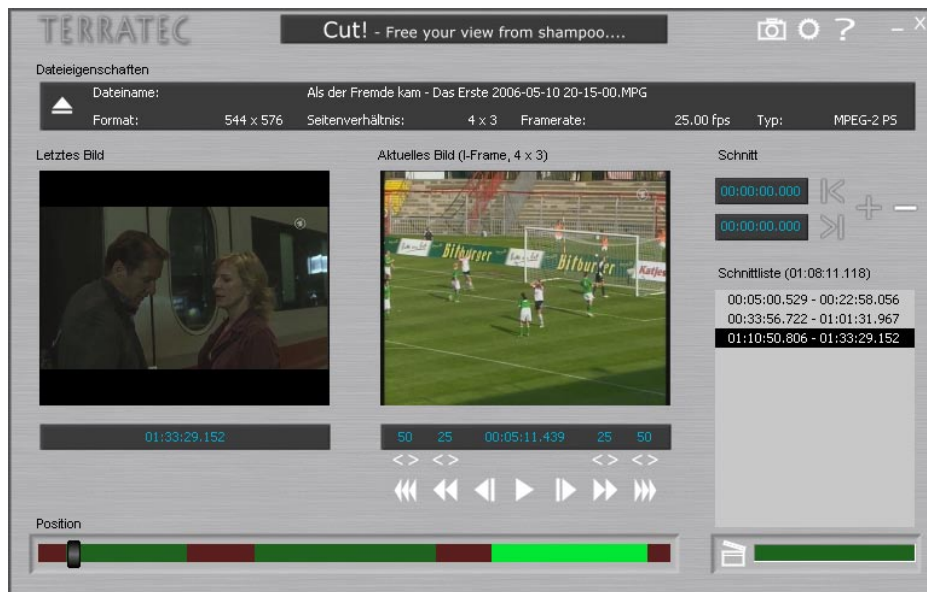 TERRATEC
Cut! - Free your view from shampoo....
? - X
Dateieigenschaften
Dateiname: Als der Fremde kam - Das Erste 2006-05-10 20-15-00.MPG
Format: 544 x 576 Seitenverhältnis: 4 x 3 Framerate: 25.00 fps Typ: MPEG-2 PS
Letztes Bild
Aktuelles Bild (I-Frame, 4 x 3)
Schnitt
Bitburger
Bitburger
Katjes
00:00:00.000
00:00:00.000
Schnittliste (01:08:11.118)
00:05:00.529 - 00:22:58.056
00:33:56.722 - 01:01:31.967
01:10:50.806 - 01:33:29.152
01:33:29.152
50 25 00:05:11.439 25 50
<> <> <> <>
Position